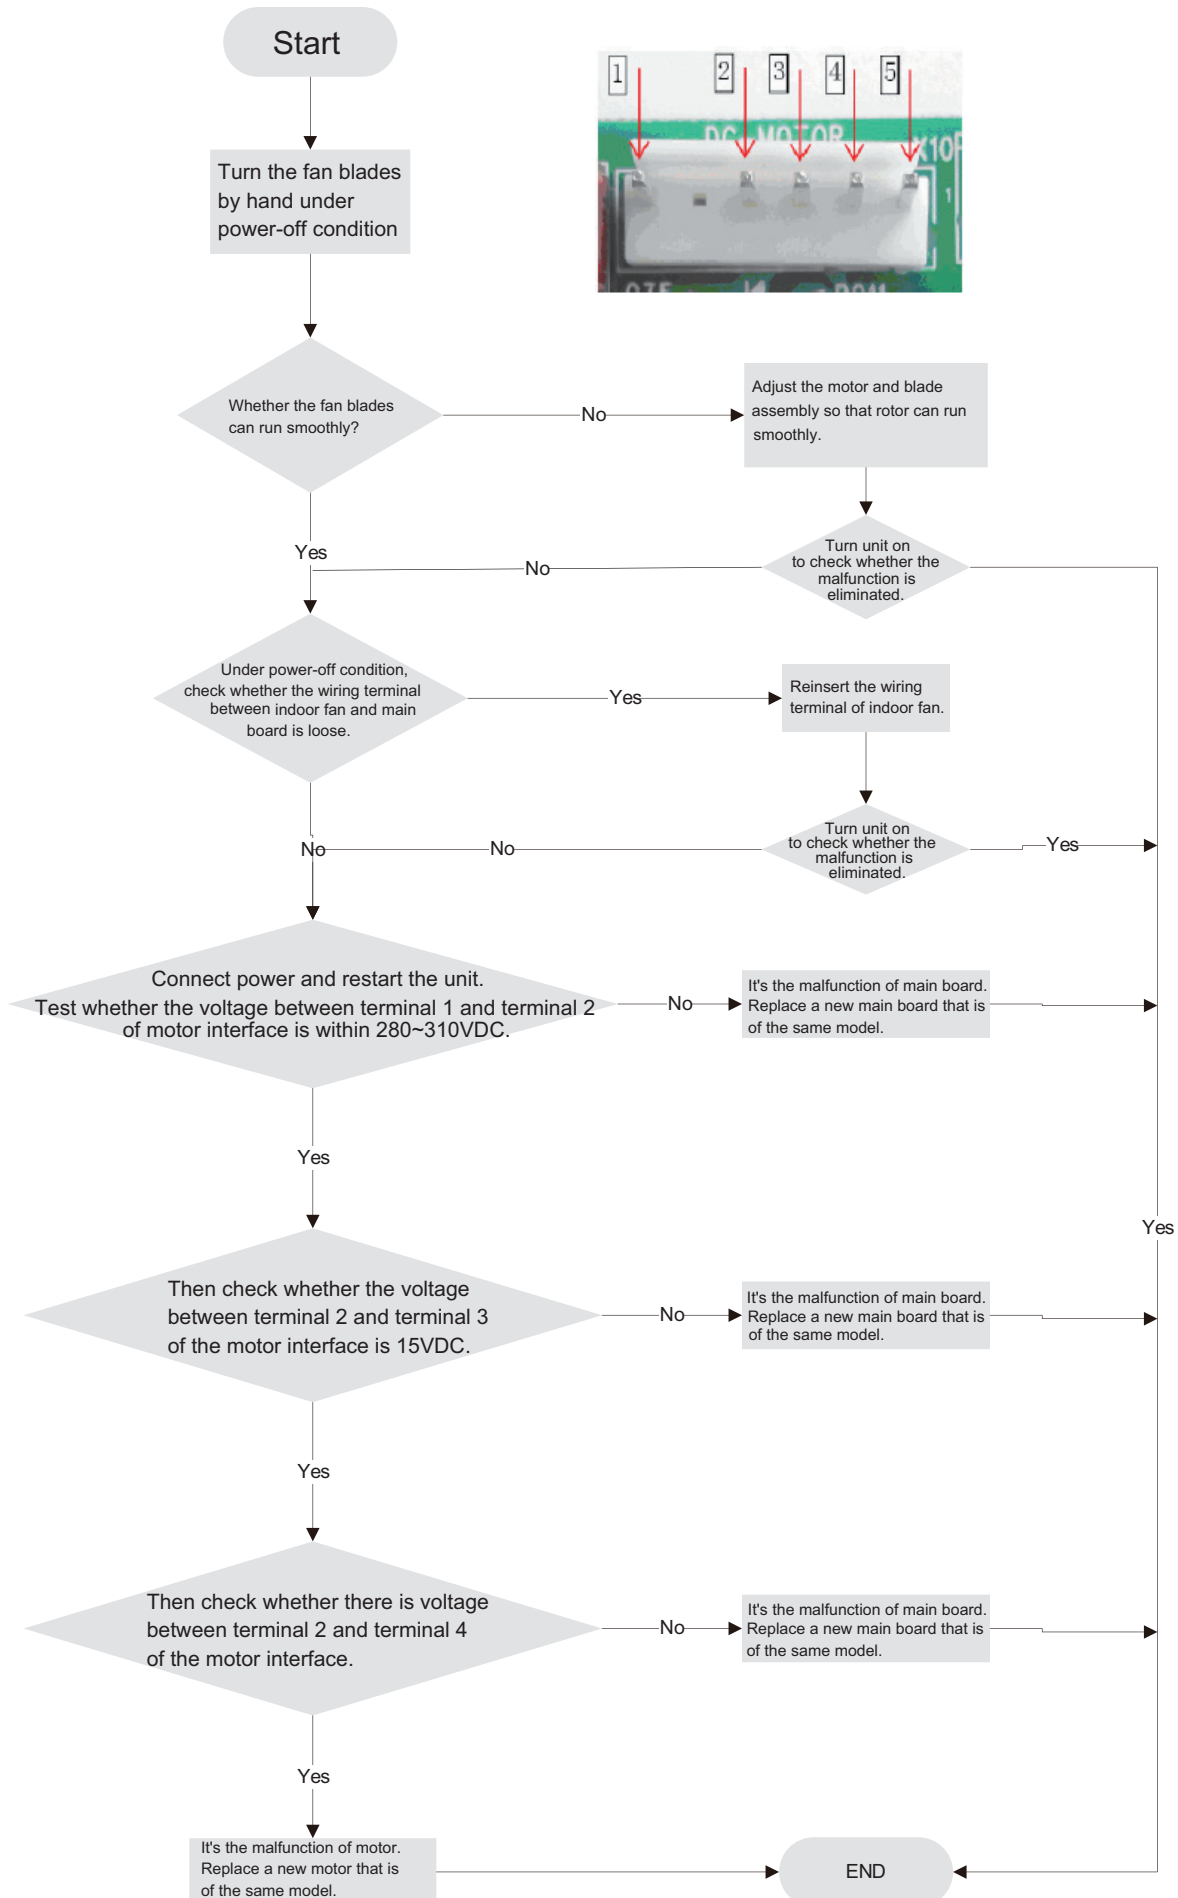 Start
1
2
3
4
5
DC MOTOR
1
Turn the fan blades
by hand under
power-off condition
Whether the fan blades
can run smoothly?
No
Adjust the motor and blade
assembly so that rotor can run
smoothly.
Yes
Turn unit on
to check whether the
malfunction is
eliminated.
No
Under power-off condition,
check whether the wiring terminal
between indoor fan and main
board is loose.
Yes
Reinsert the wiring
terminal of indoor fan.
No
No
Turn unit on
to check whether the
malfunction is
eliminated.
Yes
Connect power and restart the unit.
Test whether the voltage between terminal 1 and terminal 2
of motor interface is within 280~310VDC.
No
It's the malfunction of main board.
Replace a new main board that is
of the same model.
Yes
Yes
Then check whether the voltage
between terminal 2 and terminal 3
of the motor interface is 15VDC.
No
It's the malfunction of main board.
Replace a new main board that is
of the same model.
Yes
Then check whether there is voltage
between terminal 2 and terminal 4
of the motor interface.
No
It's the malfunction of main board.
Replace a new main board that is
of the same model.
Yes
It's the malfunction of motor.
Replace a new motor that is
of the same model.
END